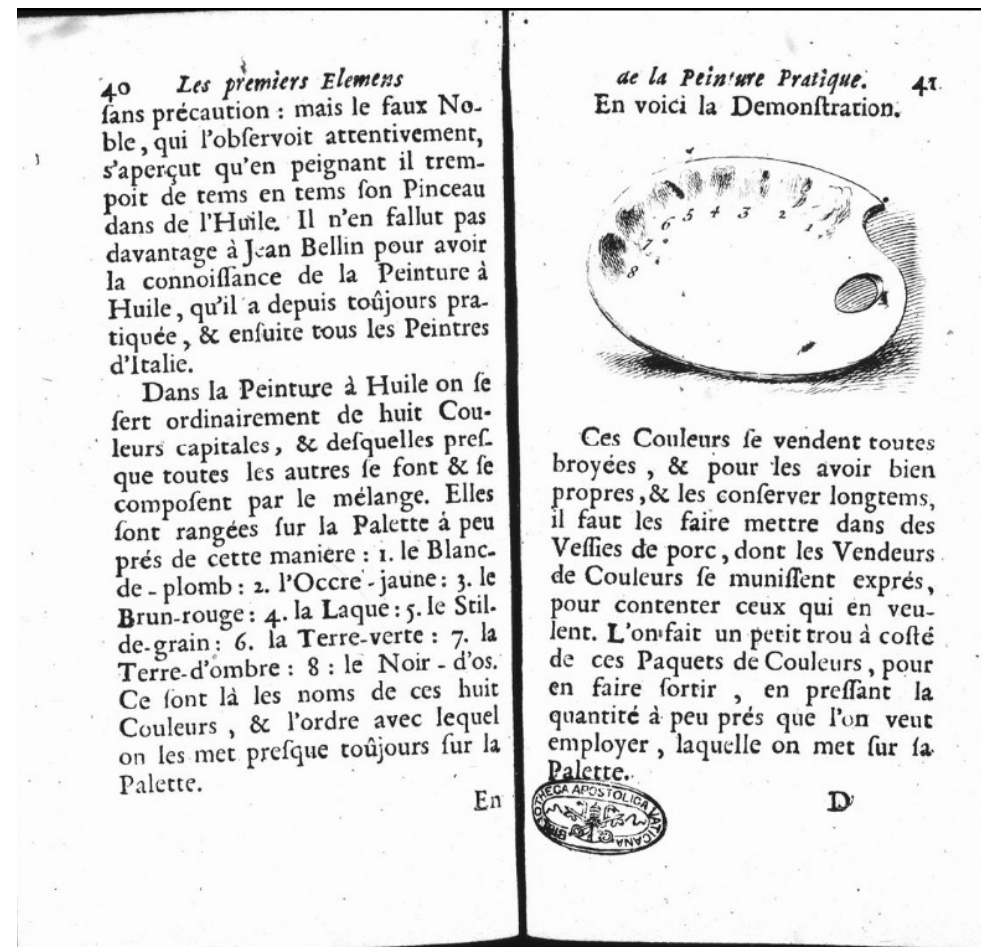 40 Les premiers Elemens
ſans précaution : mais le faux No-
ble, qui l'obſervoit attentivement,
s'aperçut qu'en peignant il trem-
poit de tems en tems ſon Pinceau
dans de l'Huile. Il n'en fallut pas
davantage à Jean Bellin pour avoir
la connoiſſance de la Peinture à
Huile, qu'il a depuis toûjours pra-
tiquée, & enſuite tous les Peintres
d'Italie.
Dans la Peinture à Huile on ſe
ſert ordinairement de huit Cou-
leurs capitales, & deſquelles preſ-
que toutes les autres ſe font & ſe
compoſent par le mélange. Elles
ſont rangées ſur la Palette à peu
prés de cette maniere : 1. le Blanc-
de-plomb : 2. l'Occre-jaune : 3. le
Brun-rouge : 4. la Laque : 5. le Stil-
de-grain : 6. la Terre-verte : 7. la
Terre-d'ombre : 8 : le Noir-d'os.
Ce ſont là les noms de ces huit
Couleurs, & l'ordre avec lequel
on les met preſque toûjours ſur la
Palette.
En
de la Peinture Pratique. 41
En voici la Demonſtration.
8 7 6 5 4 3 2 1
Ces Couleurs ſe vendent toutes
broyées, & pour les avoir bien
propres, & les conſerver longtems,
il faut les faire mettre dans des
Veſſies de porc, dont les Vendeurs
de Couleurs ſe muniſſent exprés,
pour contenter ceux qui en veu-
lent. L'on fait un petit trou à coſté
de ces Paquets de Couleurs, pour
en faire ſortir, en preſſant la
quantité à peu prés que l'on veut
employer, laquelle on met ſur ſa
Palette.
D
BIBLIOTHECA APOSTOLICA VATICANA